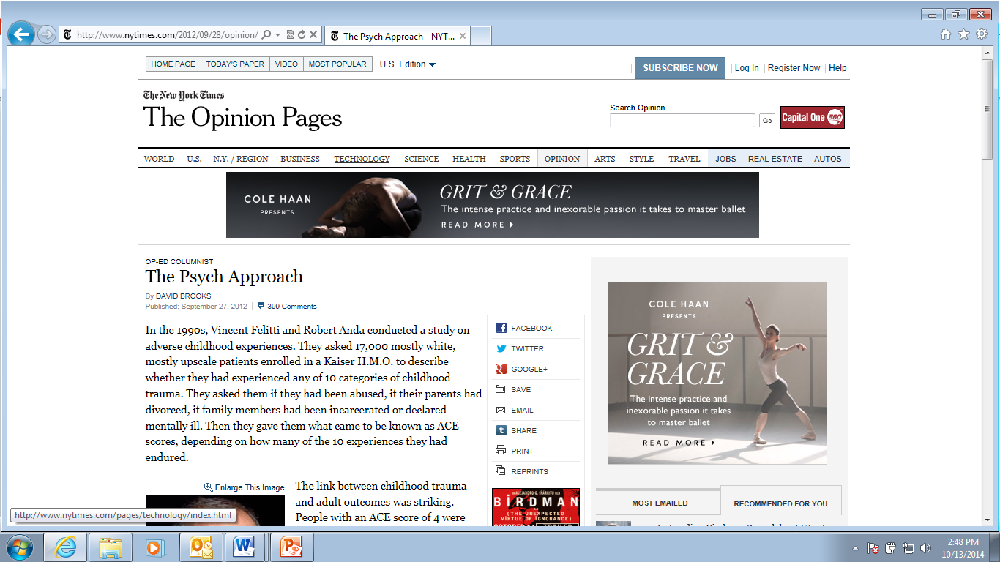 http://www.nytimes.com/2012/09/28/opinion/
The Psych Approach - NYT...
HOME PAGE TODAY'S PAPER VIDEO MOST POPULAR U.S. Edition
SUBSCRIBE NOW Log In Register Now Help
The New York Times
The Opinion Pages
Search Opinion
Go
Capital One 360
WORLD U.S. N.Y. / REGION BUSINESS TECHNOLOGY SCIENCE HEALTH SPORTS OPINION ARTS STYLE TRAVEL JOBS REAL ESTATE AUTOS
COLE HAAN
PRESENTS
GRIT & GRACE
The intense practice and inexorable passion it takes to master ballet
READ MORE
OP-ED COLUMNIST
The Psych Approach
By DAVID BROOKS
Published: September 27, 2012 399 Comments
In the 1990s, Vincent Felitti and Robert Anda conducted a study on
adverse childhood experiences. They asked 17,000 mostly white,
mostly upscale patients enrolled in a Kaiser H.M.O. to describe
whether they had experienced any of 10 categories of childhood
trauma. They asked them if they had been abused, if their parents had
divorced, if family members had been incarcerated or declared
mentally ill. Then they gave them what came to be known as ACE
scores, depending on how many of the 10 experiences they had
endured.
Enlarge This Image
The link between childhood trauma
and adult outcomes was striking.
People with an ACE score of 4 were
FACEBOOK
TWITTER
GOOGLE+
SAVE
EMAIL
SHARE
PRINT
REPRINTS
AN ALEJANDRO G. IÑÁRRITU FILM
BIRDMAN
OR
(THE UNEXPECTED
VIRTUE OF IGNORANCE)
COLE HAAN
PRESENTS
GRIT &
GRACE
The intense practice and
inexorable passion it takes
to master ballet
READ MORE
MOST EMAILED
RECOMMENDED FOR YOU
http://www.nytimes.com/pages/technology/index.html
2:48 PM
10/13/2014